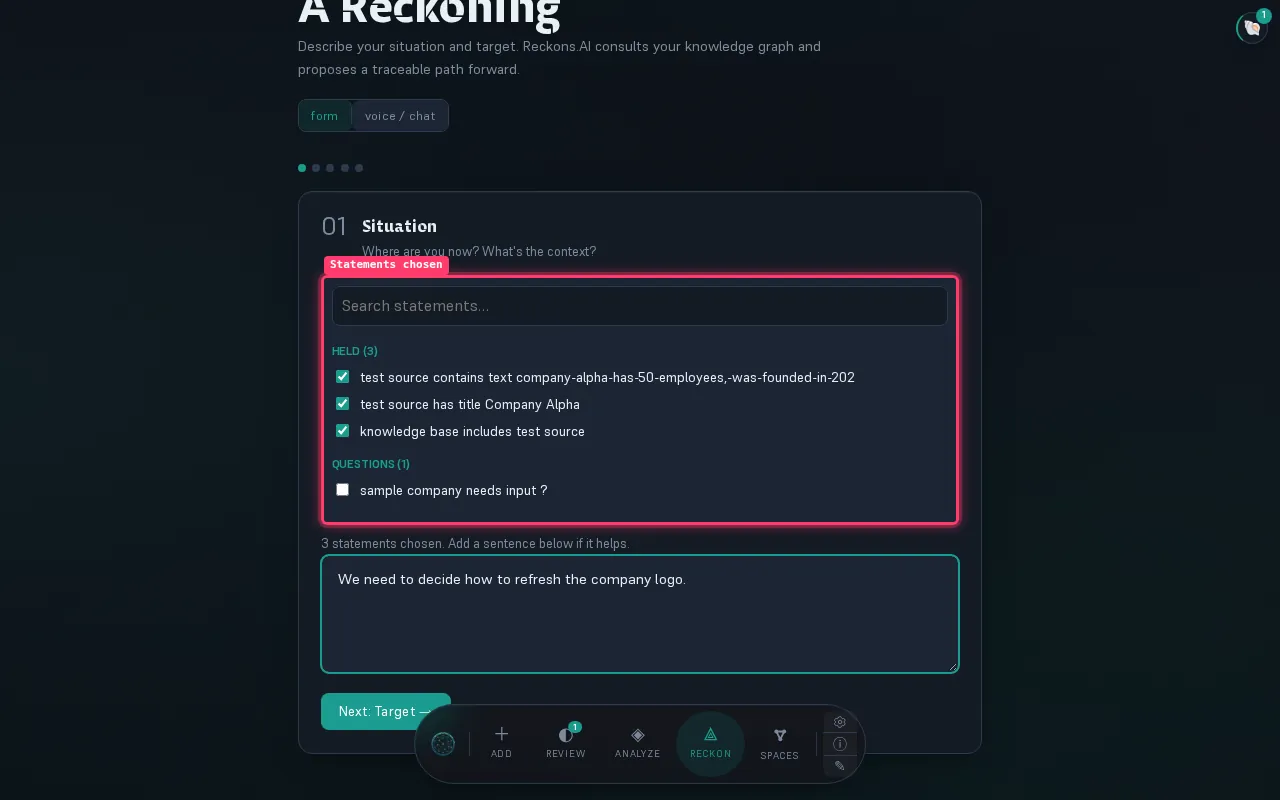 A Reckoning
Describe your situation and target. Reckons.AI consults your knowledge graph and
proposes a traceable path forward.
form
voice / chat
1
01
Situation
Where are you now? What's the context?
Statements chosen
Search statements...
HELD (3)
test source contains text company-alpha-has-50-employees,-was-founded-in-202
test source has title Company Alpha
knowledge base includes test source
QUESTIONS (1)
sample company needs input ?
3 statements chosen. Add a sentence below if it helps.
We need to decide how to refresh the company logo.
Next: Target →
ADD
1
REVIEW
ANALYZE
RECKON
SPACES